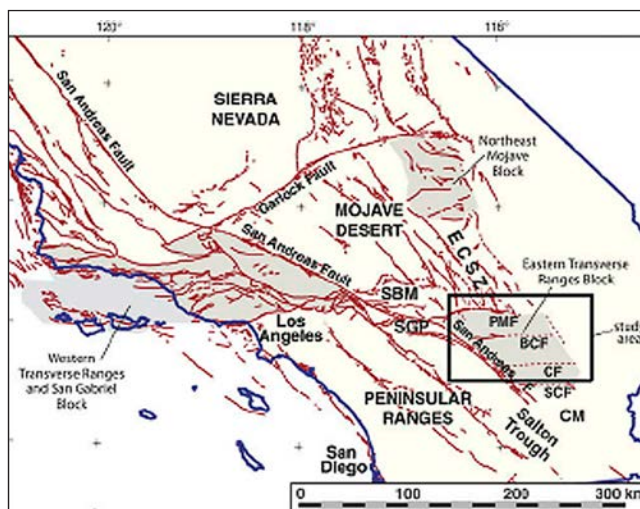 120°
118°
116°
San Andreas Fault
SIERRA
NEVADA
Northeast
Mojave
Block
Garlock Fault
MOJAVE
DESERT
San Andreas Fault
ECSZ
Eastern Transverse
Ranges Block
SBM
PMF
SGP
BCF
study
area
Los
Angeles
San Andreas F
CF
Western
Transverse Ranges
and San Gabriel
Block
SCF
PENINSULAR
RANGES
CM
Salton
Trough
San
Diego
0 100 200 300 km